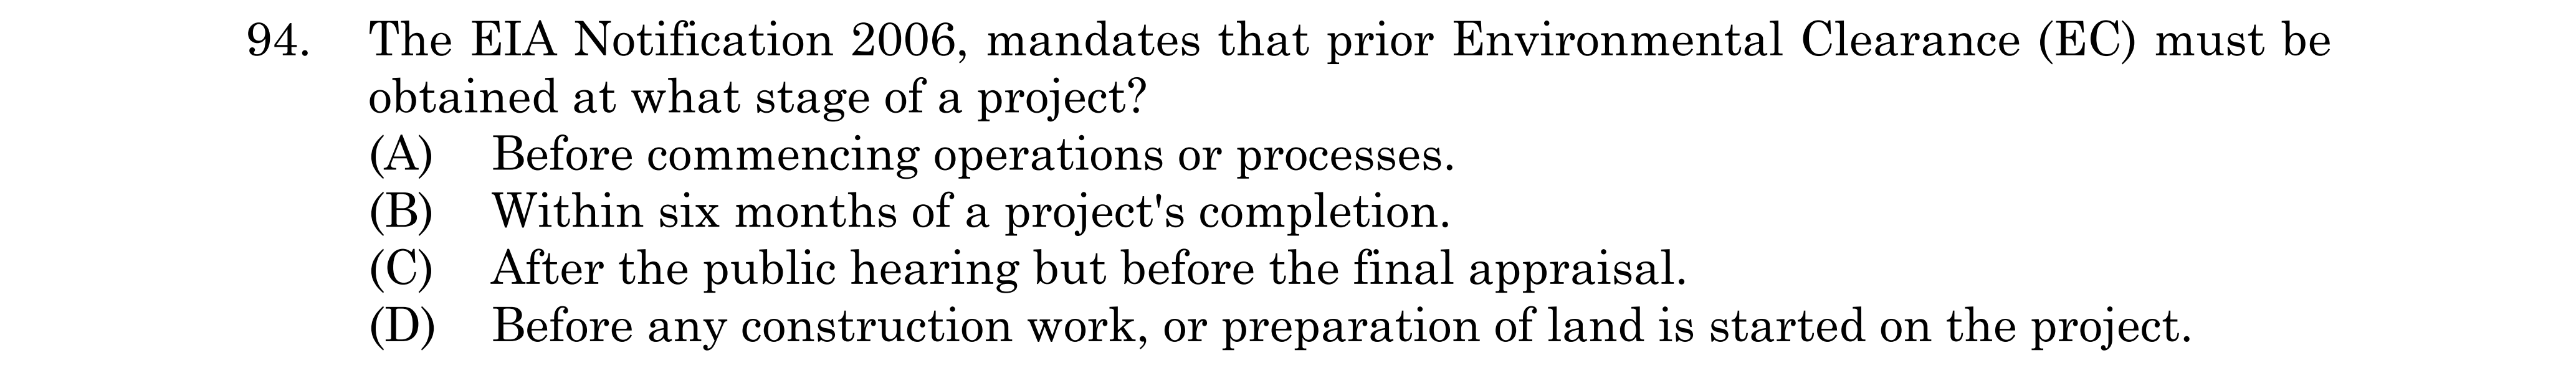 94. The EIA Notification 2006, mandates that prior Environmental Clearance (EC) must be
obtained at what stage of a project?
(A) Before commencing operations or processes.
(B) Within six months of a project's completion.
(C) After the public hearing but before the final appraisal.
(D) Before any construction work, or preparation of land is started on the project.